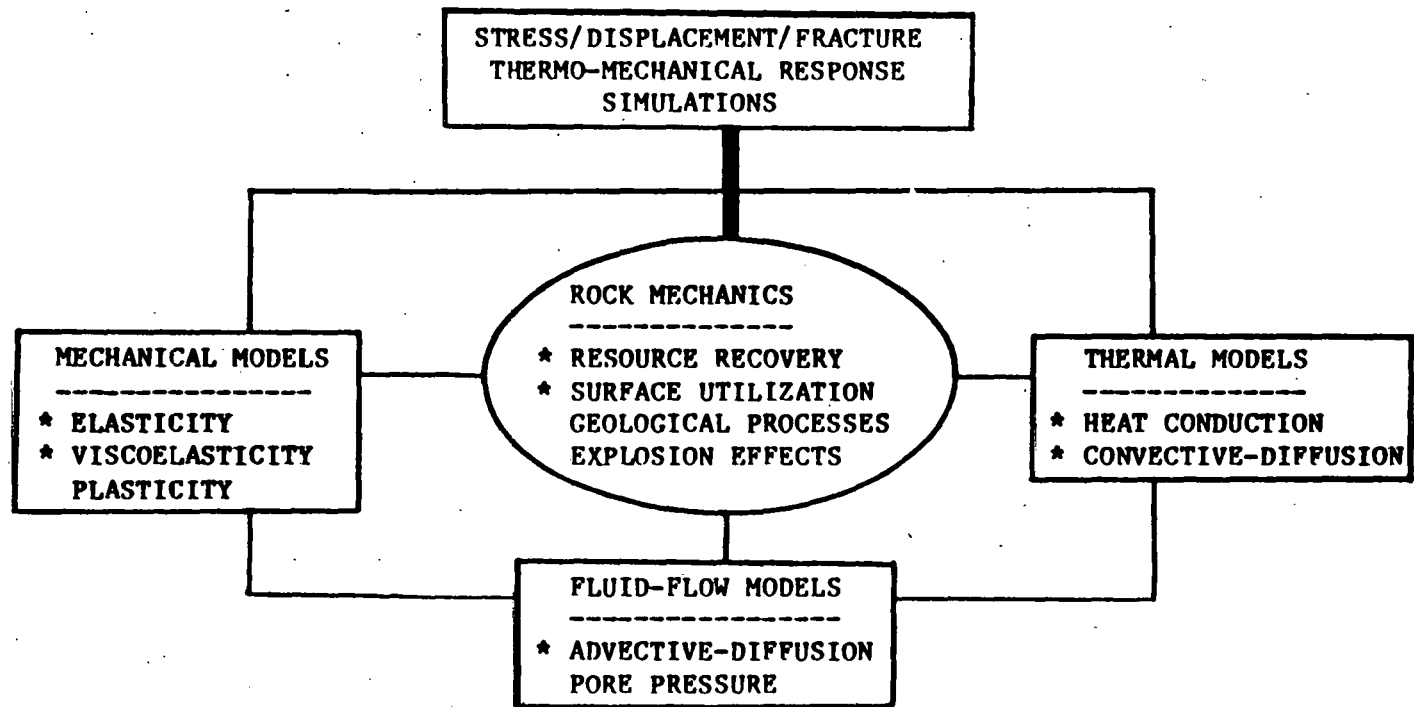 STRESS/DISPLACEMENT/FRACTURE
THERMO-MECHANICAL RESPONSE
SIMULATIONS
ROCK MECHANICS
--------------
* RESOURCE RECOVERY
* SURFACE UTILIZATION
GEOLOGICAL PROCESSES
EXPLOSION EFFECTS
MECHANICAL MODELS
----------------
* ELASTICITY
* VISCOELASTICITY
PLASTICITY
THERMAL MODELS
--------------
* HEAT CONDUCTION
* CONVECTIVE-DIFFUSION
FLUID-FLOW MODELS
-----------------
* ADVECTIVE-DIFFUSION
PORE PRESSURE